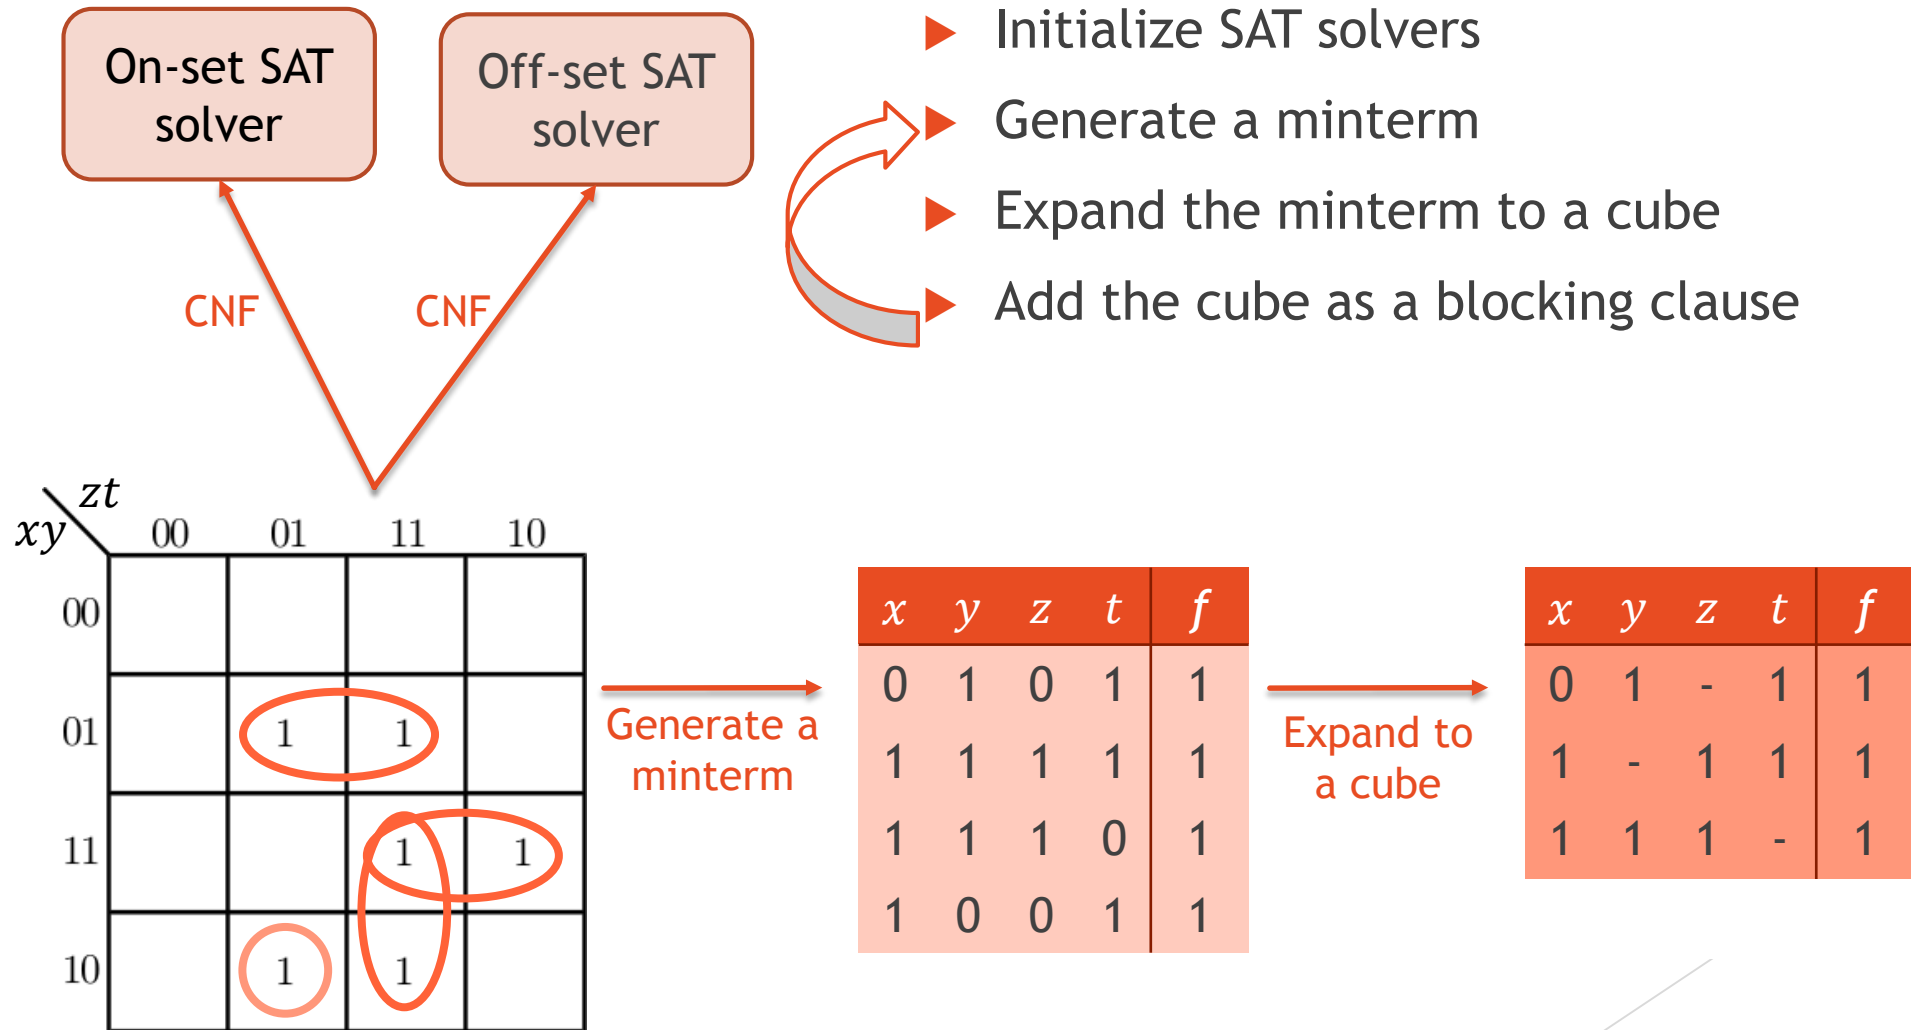 On-set SAT
solver
Off-set SAT
solver
Initialize SAT solvers
Generate a minterm
Expand the minterm to a cube
Add the cube as a blocking clause
CNF
CNF
zt
xy
00 01 11 10
00
01 1 1
11 1 1
10 1 1
Generate a
minterm
x y z t f
0 1 0 1 1
1 1 1 1 1
1 1 1 0 1
1 0 0 1 1
Expand to
a cube
x y z t f
0 1 - 1 1
1 - 1 1 1
1 1 1 - 1